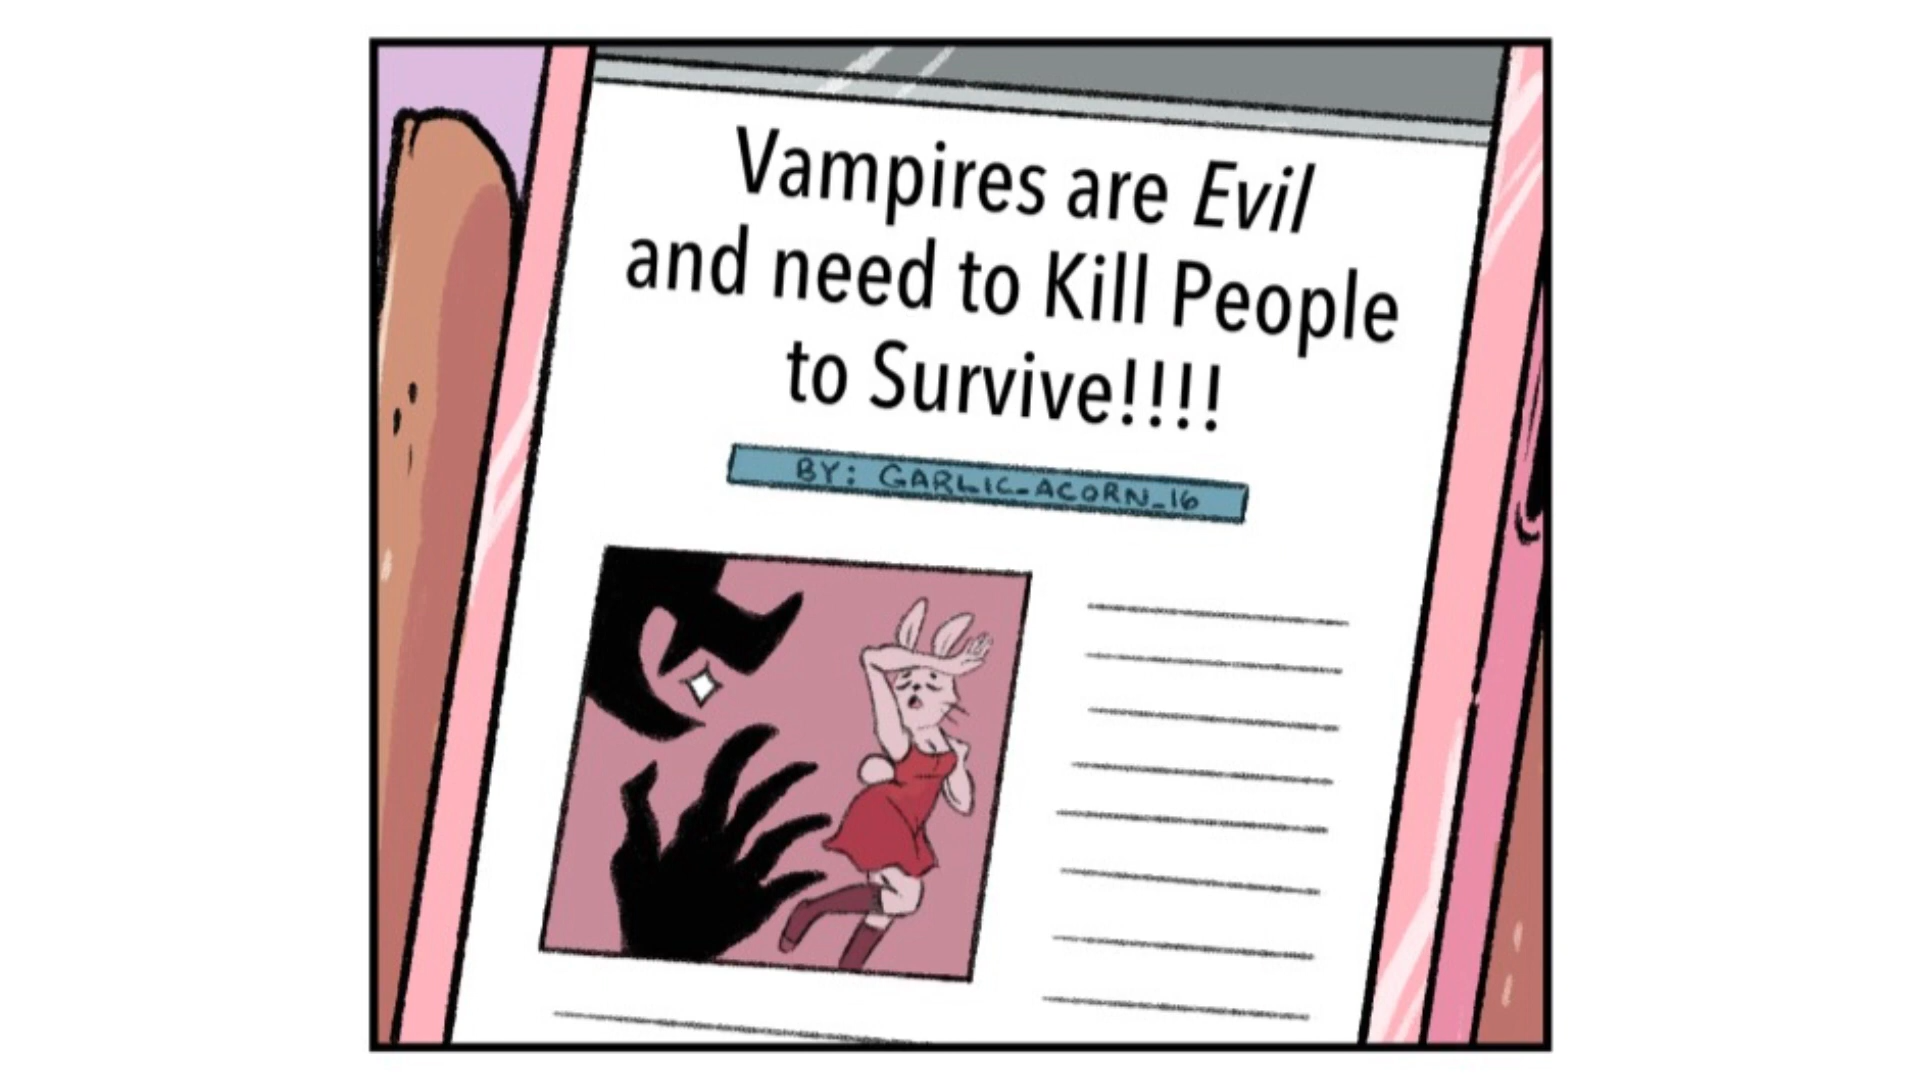 Vampires are Evil
and need to Kill People
to Survive!!!!
BY: GARLIC_ACORN_16